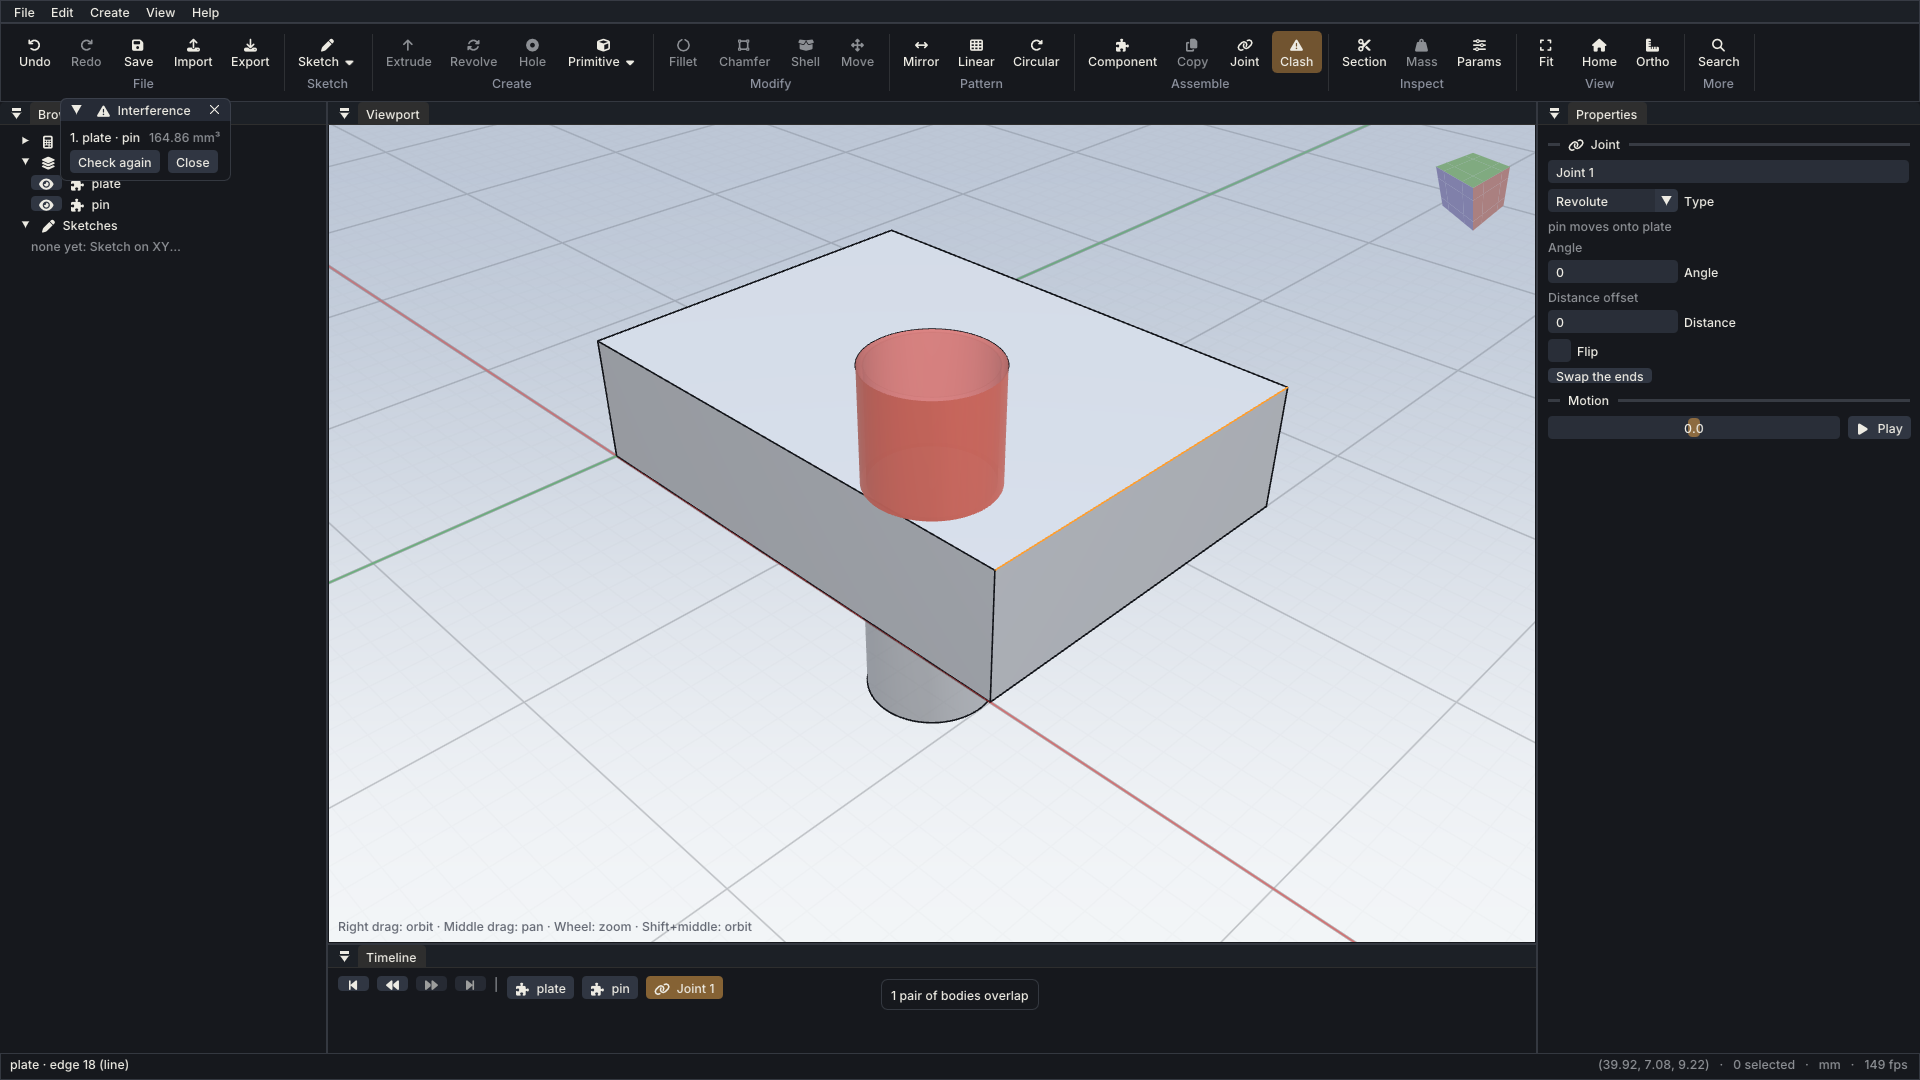 File Edit Create View Help
Undo Redo Save Import Export Sketch Extrude Revolve Hole Primitive Fillet Chamfer Shell Move Mirror Linear Circular Component Copy Joint Clash Section Mass Params Fit Home Ortho Search
File Sketch Create Modify Pattern Assemble Inspect View More
Bro
Interference
1. plate · pin 164.86 mm³
Check again Close
plate
pin
Sketches
none yet: Sketch on XY...
Viewport
Right drag: orbit · Middle drag: pan · Wheel: zoom · Shift+middle: orbit
Timeline
plate pin Joint 1
1 pair of bodies overlap
Properties
Joint
Joint 1
Revolute Type
pin moves onto plate
Angle
0 Angle
Distance offset
0 Distance
Flip
Swap the ends
Motion
0.0 Play
plate · edge 18 (line)
(39.92, 7.08, 9.22) · 0 selected · mm · 149 fps